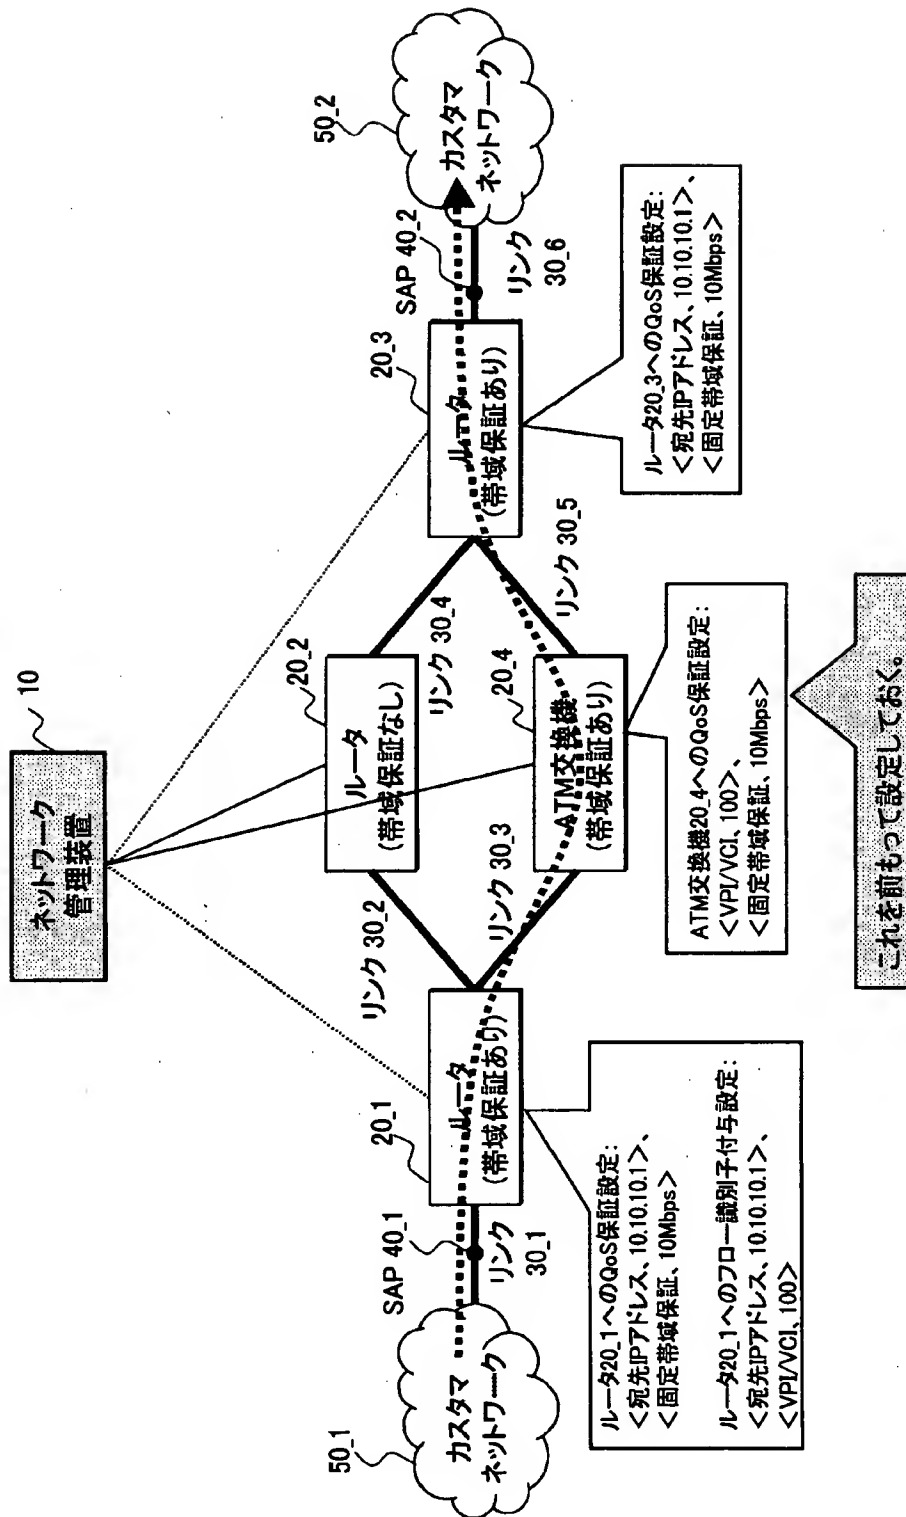 ネットワーク
管理装置
10
50_1
カスタマ
ネットワーク
SAP 40_1
リンク
30_1
20_1
ルータ
(帯域保証あり)
リンク 30_2
リンク 30_3
20_2
ルータ
(帯域保証なし)
20_4
ATM交換機
(帯域保証あり)
リンク 30_4
リンク 30_5
20_3
ルータ
(帯域保証あり)
SAP 40_2
リンク
30_6
50_2
カスタマ
ネットワーク
ルータ20_1へのQoS保証設定:
<宛先IPアドレス、10.10.10.1>、
<固定帯域保証、10Mbps>
ルータ20_1へのフロー識別子付与設定:
<宛先IPアドレス、10.10.10.1>、
<VPI/VCI、100>
ATM交換機20_4へのQoS保証設定:
<VPI/VCI、100>、
<固定帯域保証、10Mbps>
ルータ20_3へのQoS保証設定:
<宛先IPアドレス、10.10.10.1>、
<固定帯域保証、10Mbps>
これを前もって設定しておく。